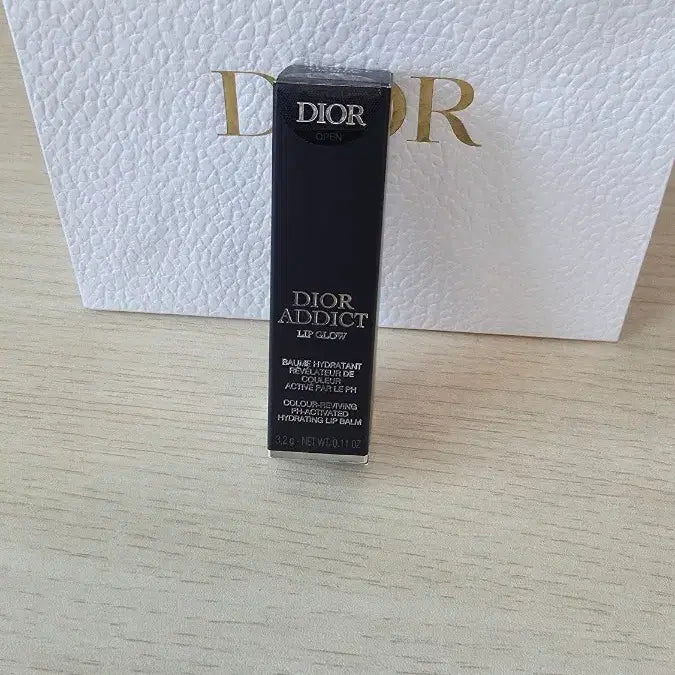 DIOR
DIOR
OPEN
DIOR
ADDICT
LIP GLOW
BAUME HYDRATANT
RÉVÉLATEUR DE
COULEUR
ACTIVÉ PAR LE PH
COLOUR-REVIVING
PH-ACTIVATED
HYDRATING LIP BALM
3,2 g - NET WT. 0.11 OZ